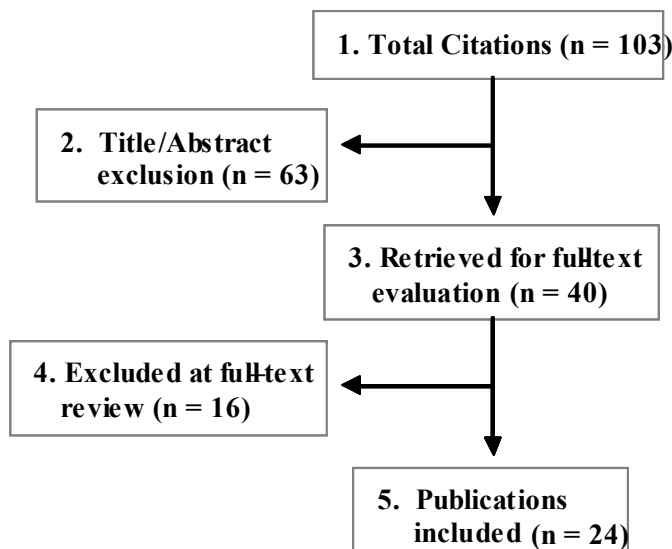 1. Total Citations (n = 103)
2. Title/Abstract
exclusion (n = 63)
3. Retrieved for full-text
evaluation (n = 40)
4. Excluded at full-text
review (n = 16)
5. Publications
included (n = 24)